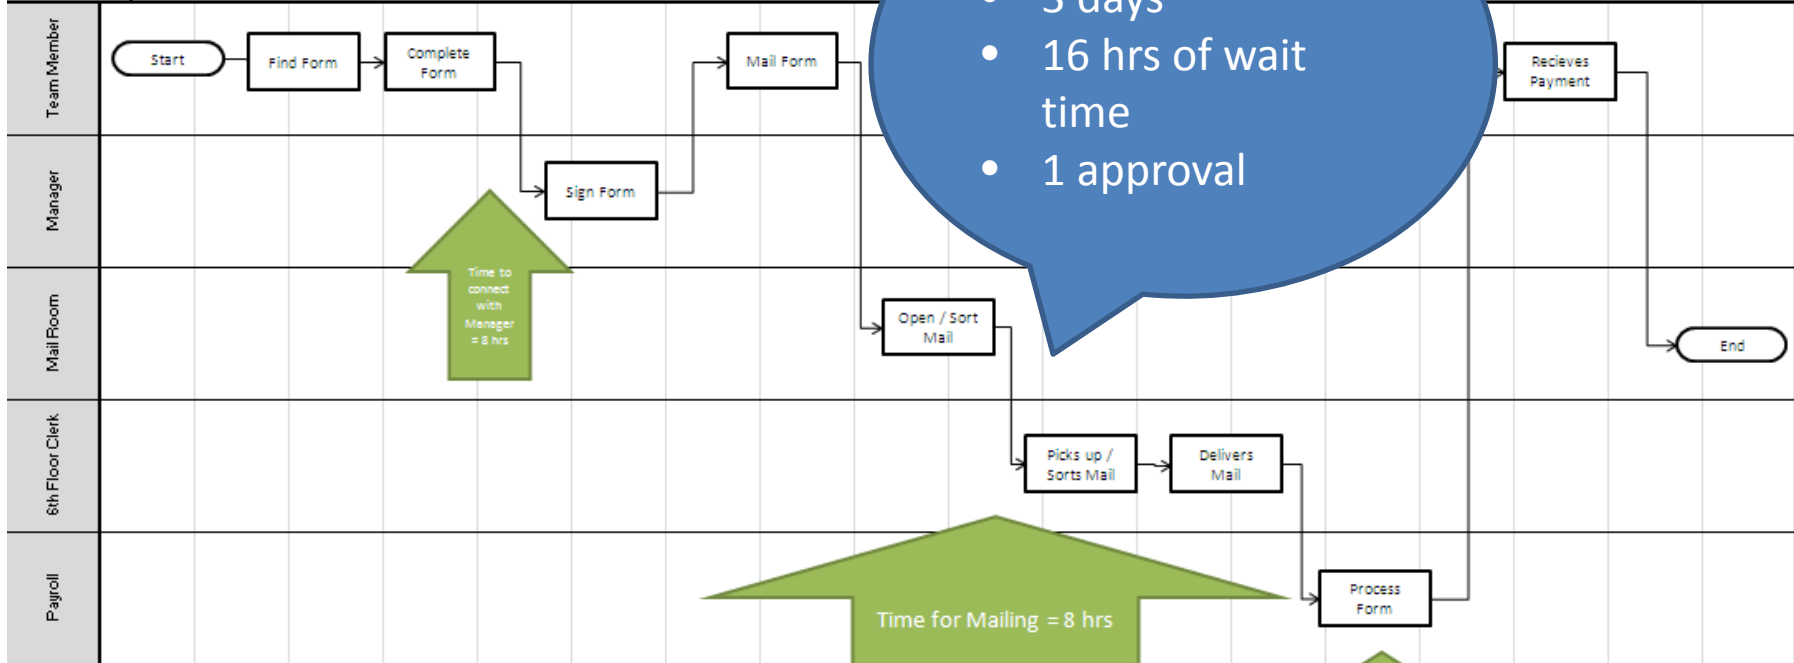 Team Member
Start
Find Form
Complete
Form
Mail Form
• 3 days
• 16 hrs of wait
time
• 1 approval
Recieves
Payment
Manager
Sign Form
Time to
connect
with
Manager
= 8 hrs
Mail Room
Open / Sort
Mail
End
6th Floor Clerk
Picks up /
Sorts Mail
Delivers
Mail
Payroll
Process
Form
Time for Mailing = 8 hrs